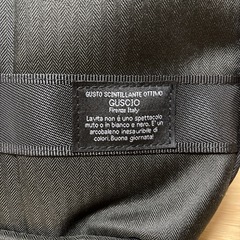 GUSTO SCINTILLANTE OTTIMO
GUSCIO
Firenze Italy
La vita non é uno spettacolo
muto o in bianco e nero. E' un
arcobaleno inesauribile di
colori. Buona giornata!